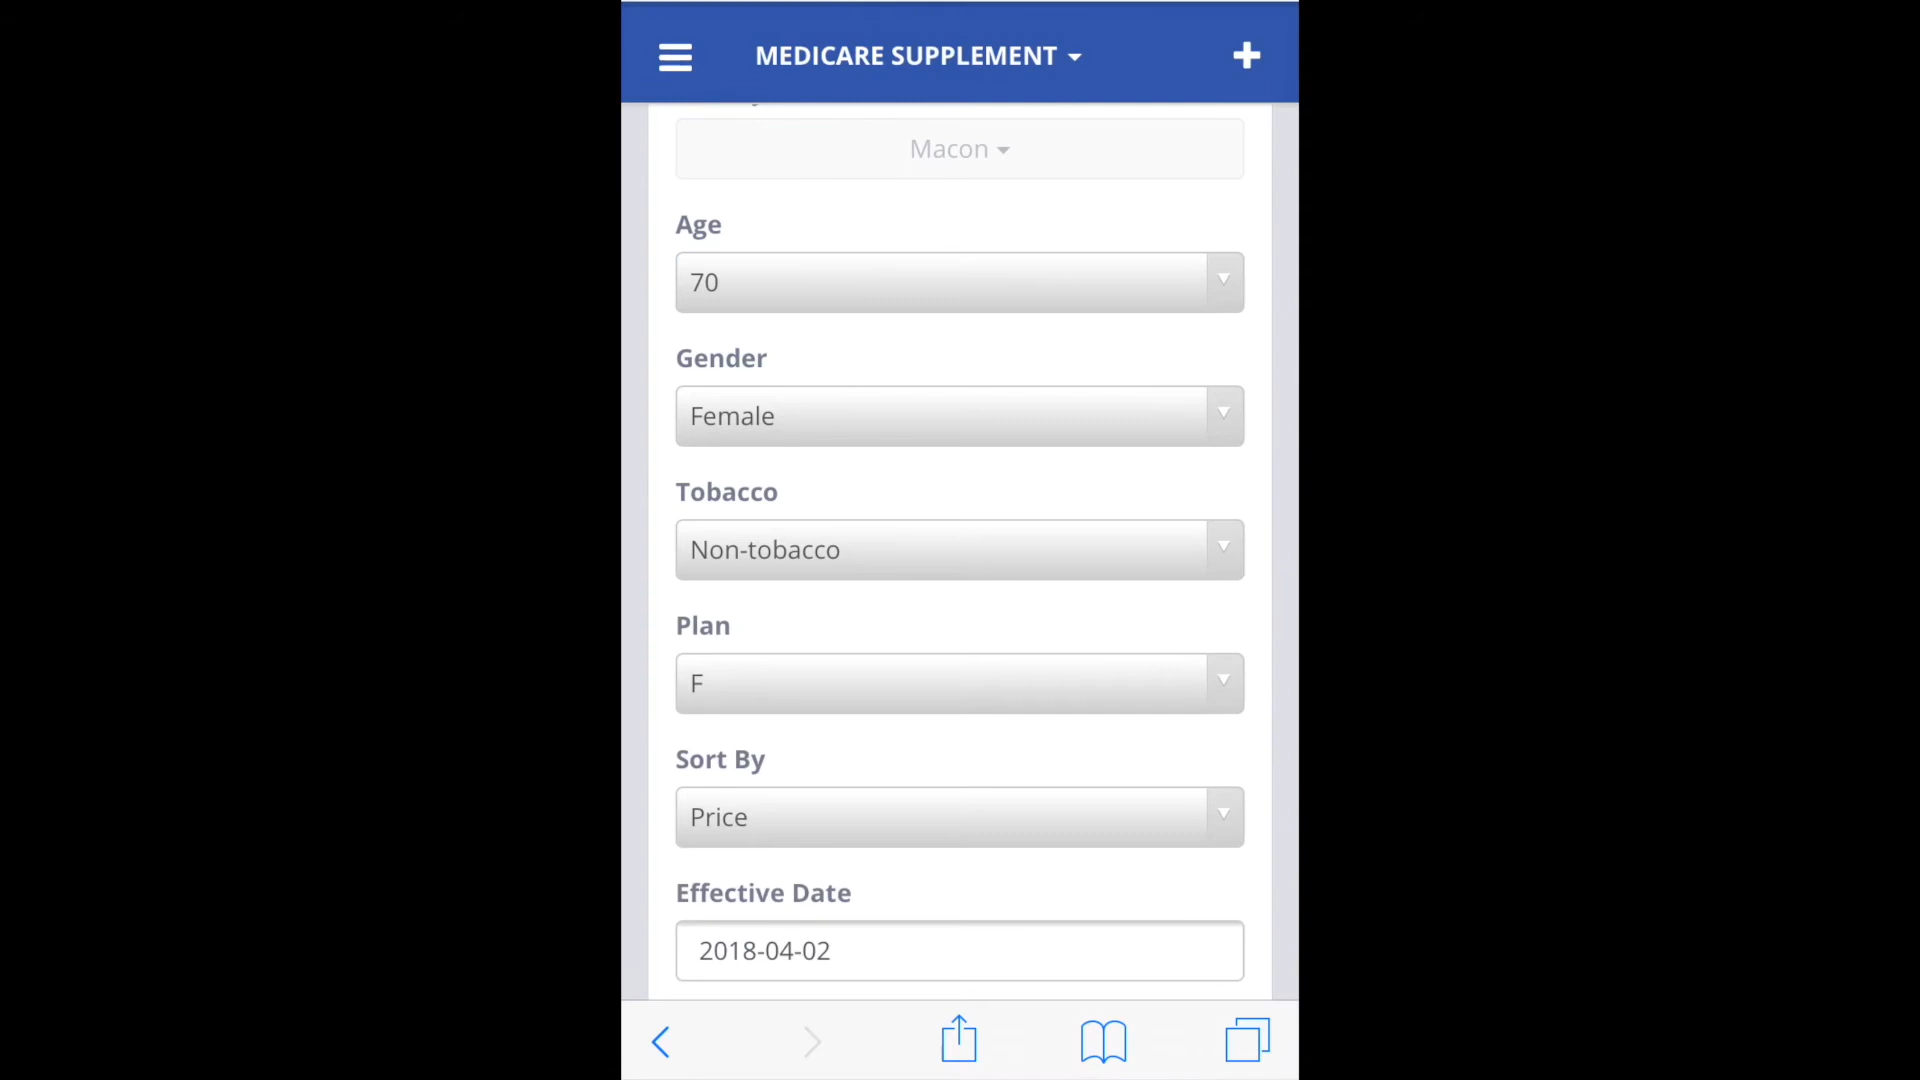 MEDICARE SUPPLEMENT
Macon
Age
70
Gender
Female
Tobacco
Non-tobacco
Plan
F
Sort By
Price
Effective Date
2018-04-02